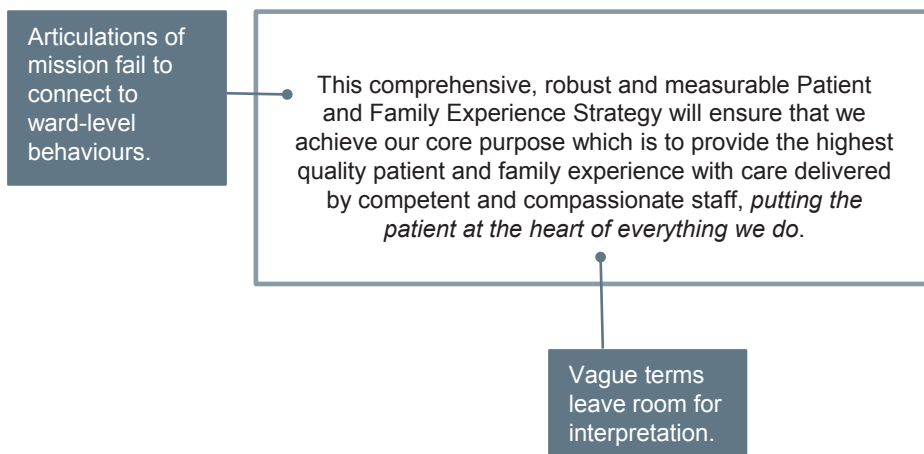 Articulations of
mission fail to
connect to
ward-level
behaviours.
This comprehensive, robust and measurable Patient
and Family Experience Strategy will ensure that we
achieve our core purpose which is to provide the highest
quality patient and family experience with care delivered
by competent and compassionate staff, putting the
patient at the heart of everything we do.
Vague terms
leave room for
interpretation.